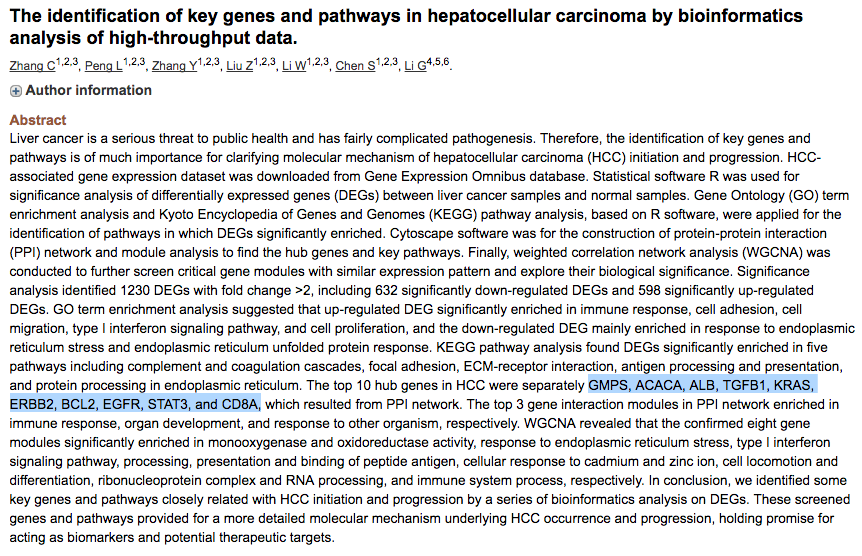 The identification of key genes and pathways in hepatocellular carcinoma by bioinformatics
analysis of high-throughput data.
Zhang C1,2,3, Peng L1,2,3, Zhang Y1,2,3, Liu Z1,2,3, Li W1,2,3, Chen S1,2,3, Li G4,5,6.
Author information
Abstract
Liver cancer is a serious threat to public health and has fairly complicated pathogenesis. Therefore, the identification of key genes and
pathways is of much importance for clarifying molecular mechanism of hepatocellular carcinoma (HCC) initiation and progression. HCC-
associated gene expression dataset was downloaded from Gene Expression Omnibus database. Statistical software R was used for
significance analysis of differentially expressed genes (DEGs) between liver cancer samples and normal samples. Gene Ontology (GO) term
enrichment analysis and Kyoto Encyclopedia of Genes and Genomes (KEGG) pathway analysis, based on R software, were applied for the
identification of pathways in which DEGs significantly enriched. Cytoscape software was for the construction of protein-protein interaction
(PPI) network and module analysis to find the hub genes and key pathways. Finally, weighted correlation network analysis (WGCNA) was
conducted to further screen critical gene modules with similar expression pattern and explore their biological significance. Significance
analysis identified 1230 DEGs with fold change >2, including 632 significantly down-regulated DEGs and 598 significantly up-regulated
DEGs. GO term enrichment analysis suggested that up-regulated DEG significantly enriched in immune response, cell adhesion, cell
migration, type I interferon signaling pathway, and cell proliferation, and the down-regulated DEG mainly enriched in response to endoplasmic
reticulum stress and endoplasmic reticulum unfolded protein response. KEGG pathway analysis found DEGs significantly enriched in five
pathways including complement and coagulation cascades, focal adhesion, ECM-receptor interaction, antigen processing and presentation,
and protein processing in endoplasmic reticulum. The top 10 hub genes in HCC were separately GMPS, ACACA, ALB, TGFB1, KRAS,
ERBB2, BCL2, EGFR, STAT3, and CD8A, which resulted from PPI network. The top 3 gene interaction modules in PPI network enriched in
immune response, organ development, and response to other organism, respectively. WGCNA revealed that the confirmed eight gene
modules significantly enriched in monooxygenase and oxidoreductase activity, response to endoplasmic reticulum stress, type I interferon
signaling pathway, processing, presentation and binding of peptide antigen, cellular response to cadmium and zinc ion, cell locomotion and
differentiation, ribonucleoprotein complex and RNA processing, and immune system process, respectively. In conclusion, we identified some
key genes and pathways closely related with HCC initiation and progression by a series of bioinformatics analysis on DEGs. These screened
genes and pathways provided for a more detailed molecular mechanism underlying HCC occurrence and progression, holding promise for
acting as biomarkers and potential therapeutic targets.